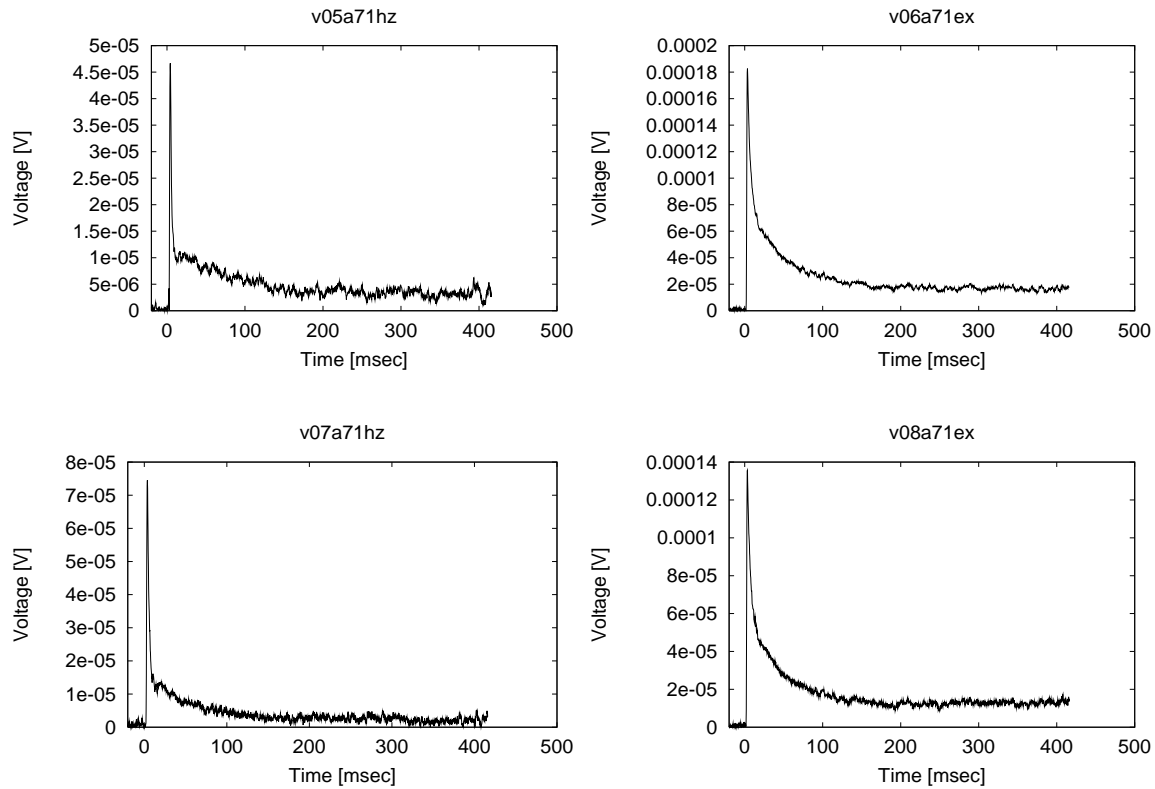 v05a71hz
5e-05
4.5e-05
4e-05
3.5e-05
3e-05
2.5e-05
2e-05
1.5e-05
1e-05
5e-06
0
0 100 200 300 400 500
Voltage [V]
Time [msec]
v06a71ex
0.0002
0.00018
0.00016
0.00014
0.00012
0.0001
8e-05
6e-05
4e-05
2e-05
0
0 100 200 300 400 500
Voltage [V]
Time [msec]
v07a71hz
8e-05
7e-05
6e-05
5e-05
4e-05
3e-05
2e-05
1e-05
0
0 100 200 300 400 500
Voltage [V]
Time [msec]
v08a71ex
0.00014
0.00012
0.0001
8e-05
6e-05
4e-05
2e-05
0
0 100 200 300 400 500
Voltage [V]
Time [msec]